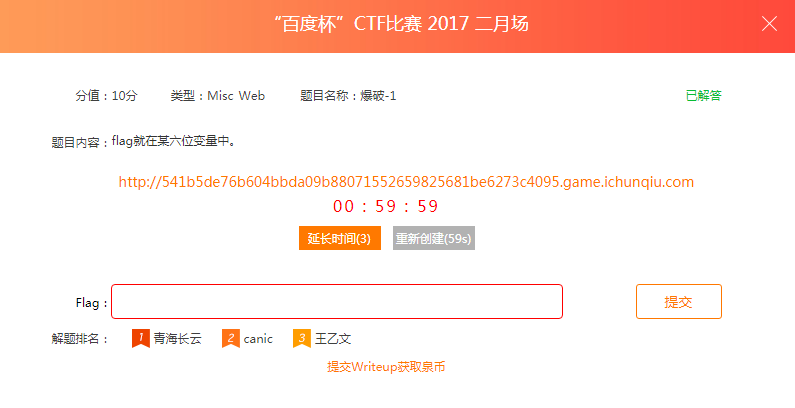 “百度杯”CTF比赛 2017 二月场
分值：10分 类型：Misc Web 题目名称：爆破-1 已解答
题目内容：flag就在某六位变量中。
http://541b5de76b604bbda09b88071552659825681be6273c4095.game.ichunqiu.com
00 : 59 : 59
延长时间(3) 重新创建(59s)
Flag： 提交
解题排名： 1 青海长云 2 canic 3 王乙文
提交Writeup获取泉币